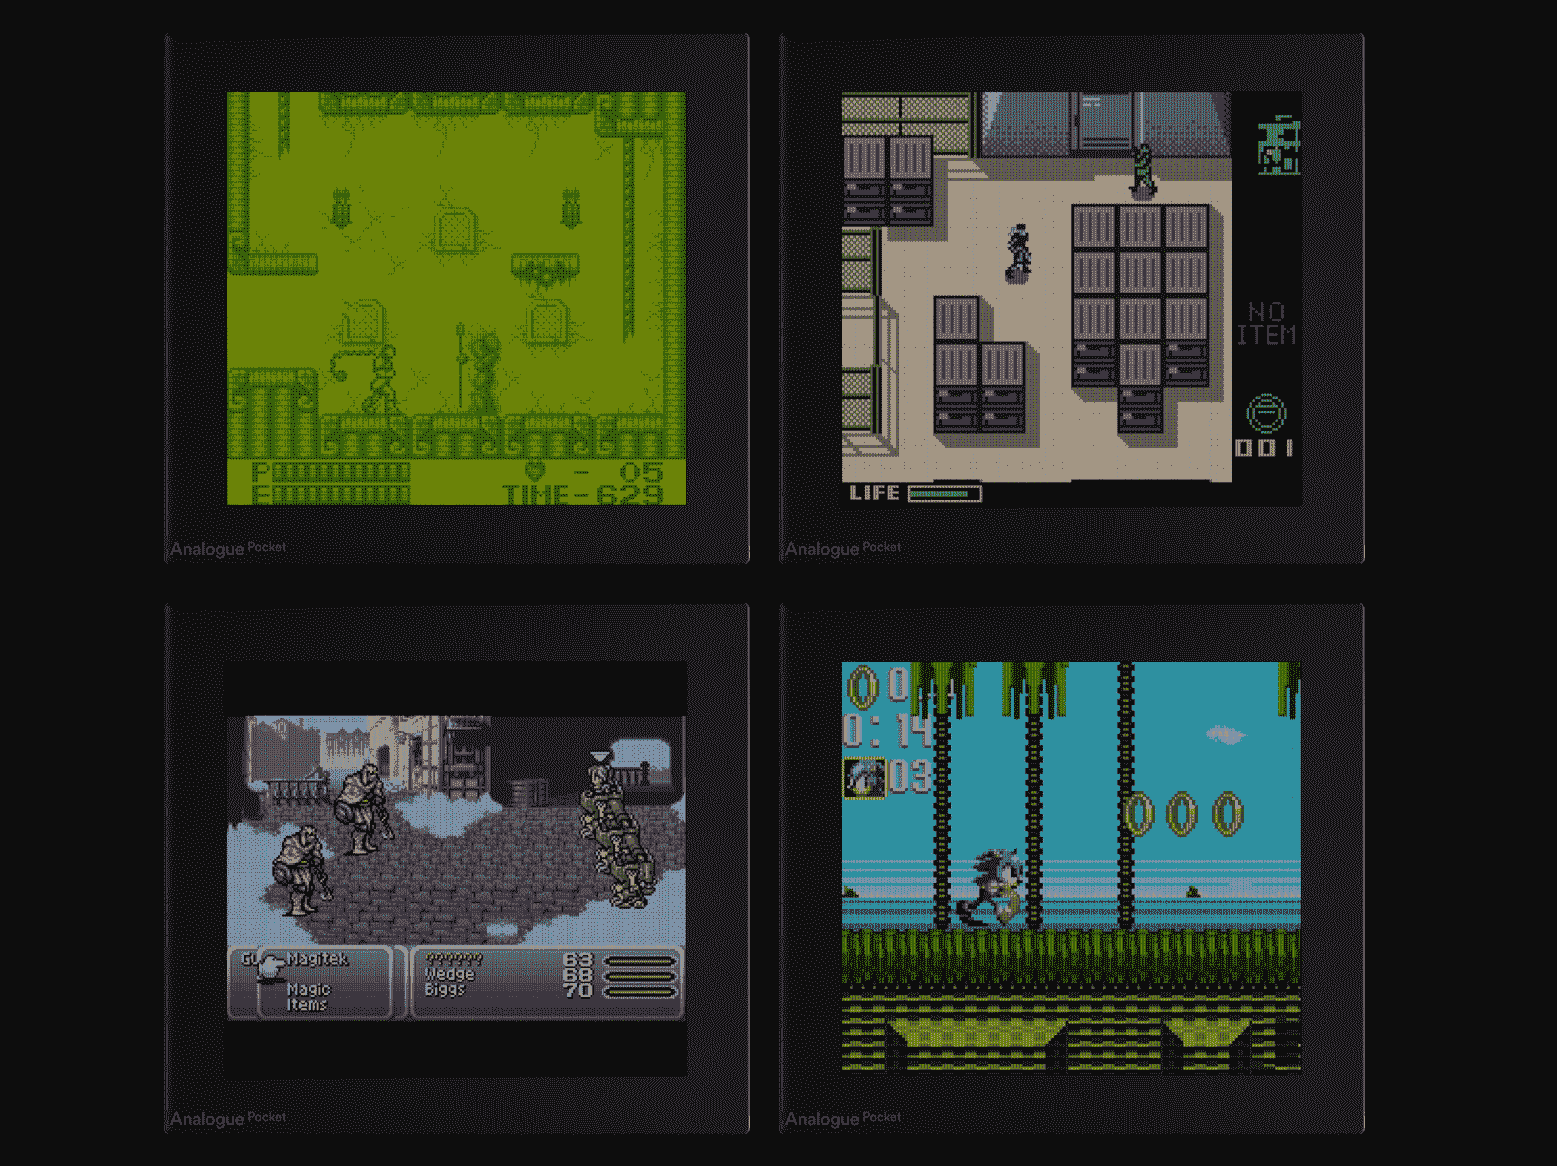 P
E
- 05
TIME-629
Analogue Pocket
NO
ITEM
001
LIFE
Analogue Pocket
Magitek
Magic
Items
??????
Wedge
Biggs
63
68
70
Analogue Pocket
0
0:14
03
Analogue Pocket